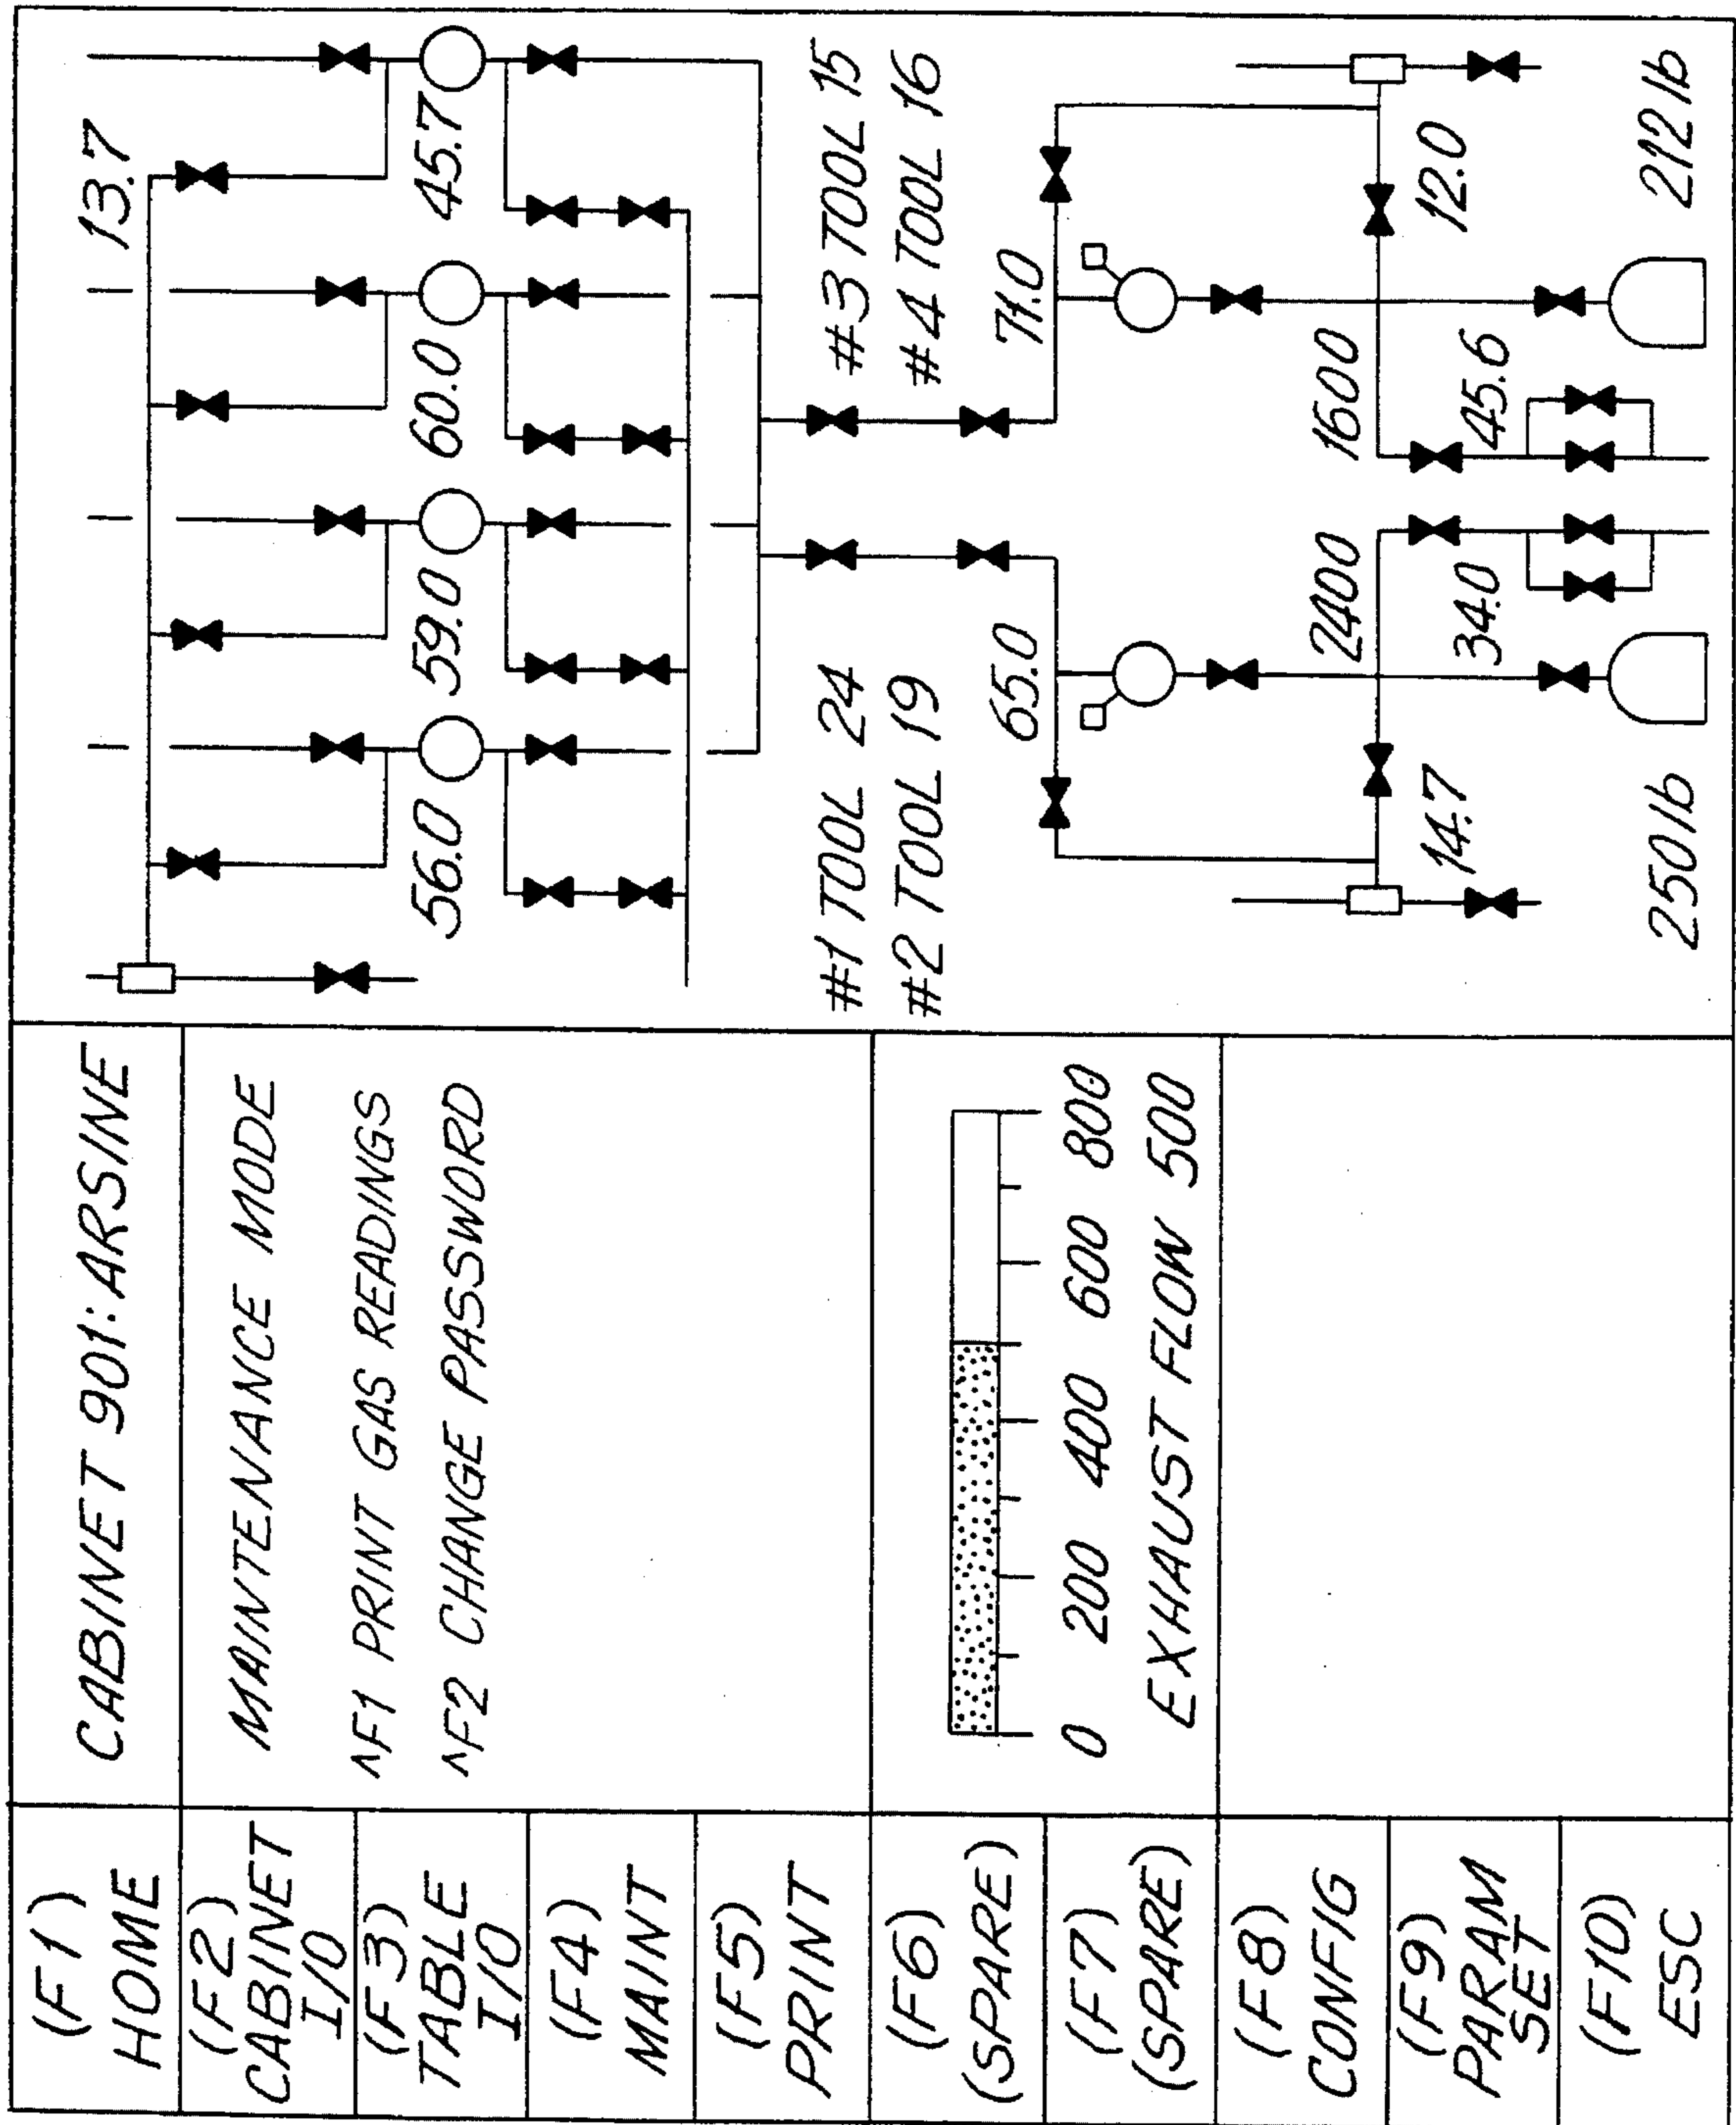 (F1)
HOME
(F2)
CABINET
I/O
(F3)
TABLE
I/O
(F4)
MAINT
(F5)
PRINT
(F6)
(SPARE)
(F7)
(SPARE)
(F8)
CONFIG
(F9)
PARAM
SET
(F10)
ESC
CABINET 901: ARSINE
MAINTENANCE MODE
^F1 PRINT GAS READINGS
^F2 CHANGE PASSWORD
0 200 400 600 800
EXHAUST FLOW 500
13.7
56.0 59.0 60.0 45.7
#1 TOOL 24 #3 TOOL 15
#2 TOOL 19 #4 TOOL 16
65.0 71.0
2400 1600
14.7 34.0 45.6 12.0
250 lb 212 lb